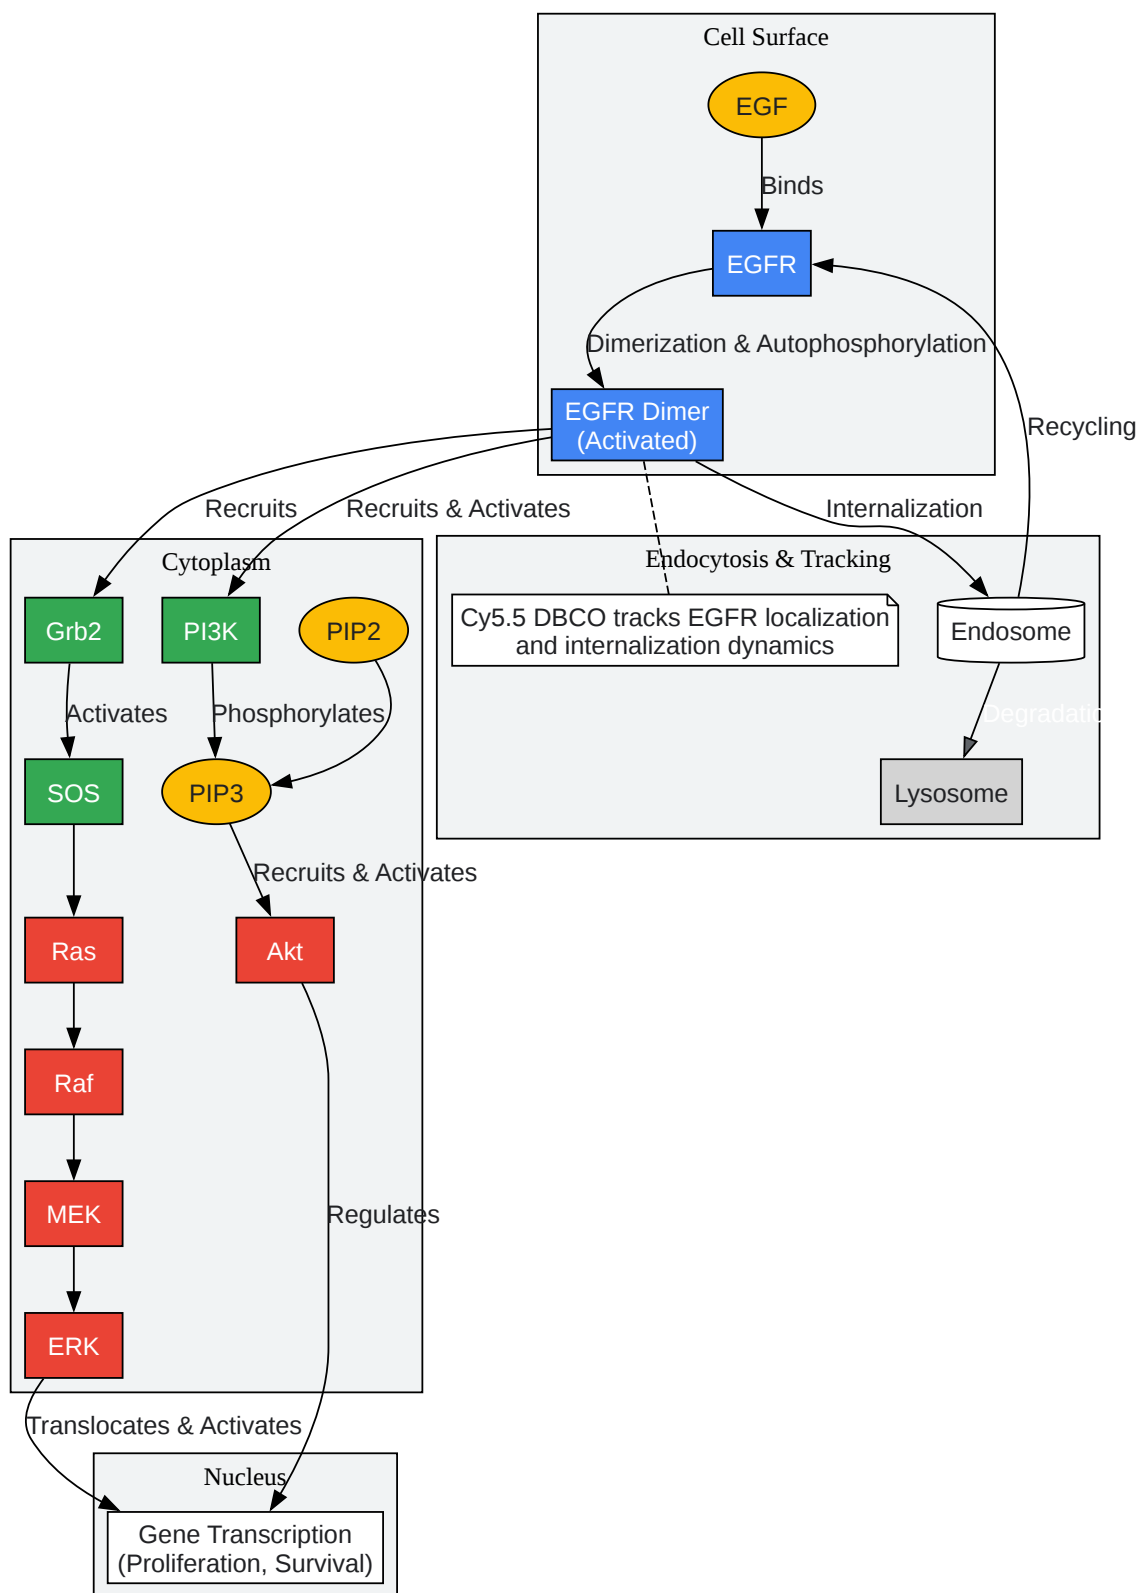 Cell Surface
EGF
Binds
EGFR
Dimerization & Autophosphorylation
EGFR Dimer
(Activated)
Recycling
Recruits
Recruits & Activates
Internalization
Cytoplasm
Endocytosis & Tracking
Grb2
PI3K
PIP2
Cy5.5 DBCO tracks EGFR localization
and internalization dynamics
Endosome
Activates
Phosphorylates
SOS
PIP3
Lysosome
Recruits & Activates
Ras
Akt
Raf
MEK
Regulates
ERK
Translocates & Activates
Nucleus
Gene Transcription
(Proliferation, Survival)